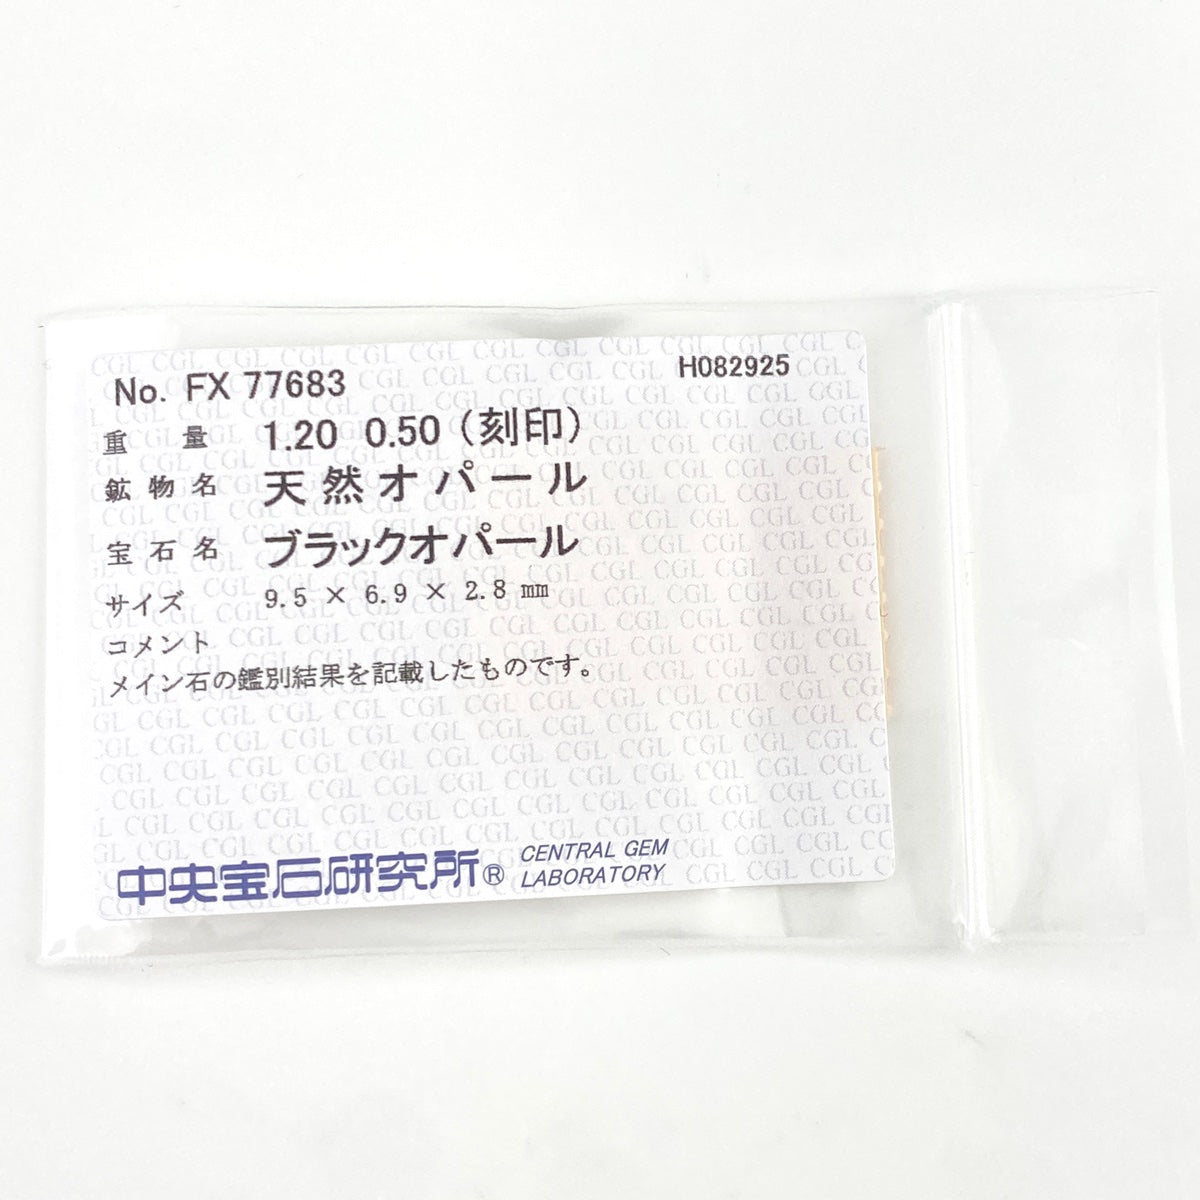 No. FX 77683 H082925
重量 1.20 0.50(刻印)
鉱物名 天然オパール
宝石名 ブラックオパール
サイズ 9.5 × 6.9 × 2.8 mm
コメント
メイン石の鑑別結果を記載したものです。
中央宝石研究所® CENTRAL GEM
LABORATORY